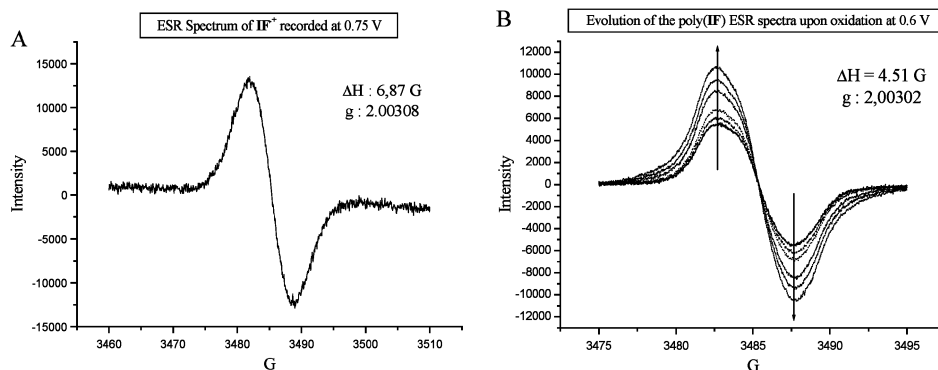 A
ESR Spectrum of IF⁺ recorded at 0.75 V
ΔH : 6,87 G
g : 2.00308
Intensity
15000
10000
5000
0
-5000
-10000
15000
3460
3470
3480
3490
3500
3510
G
B
Evolution of the poly(IF) ESR spectra upon oxidation at 0.6 V
ΔH = 4.51 G
g : 2,00302
Intensity
12000
10000
8000
6000
4000
2000
0
-2000
-4000
-6000
-8000
-10000
-12000
3475
3480
3485
3490
3495
G